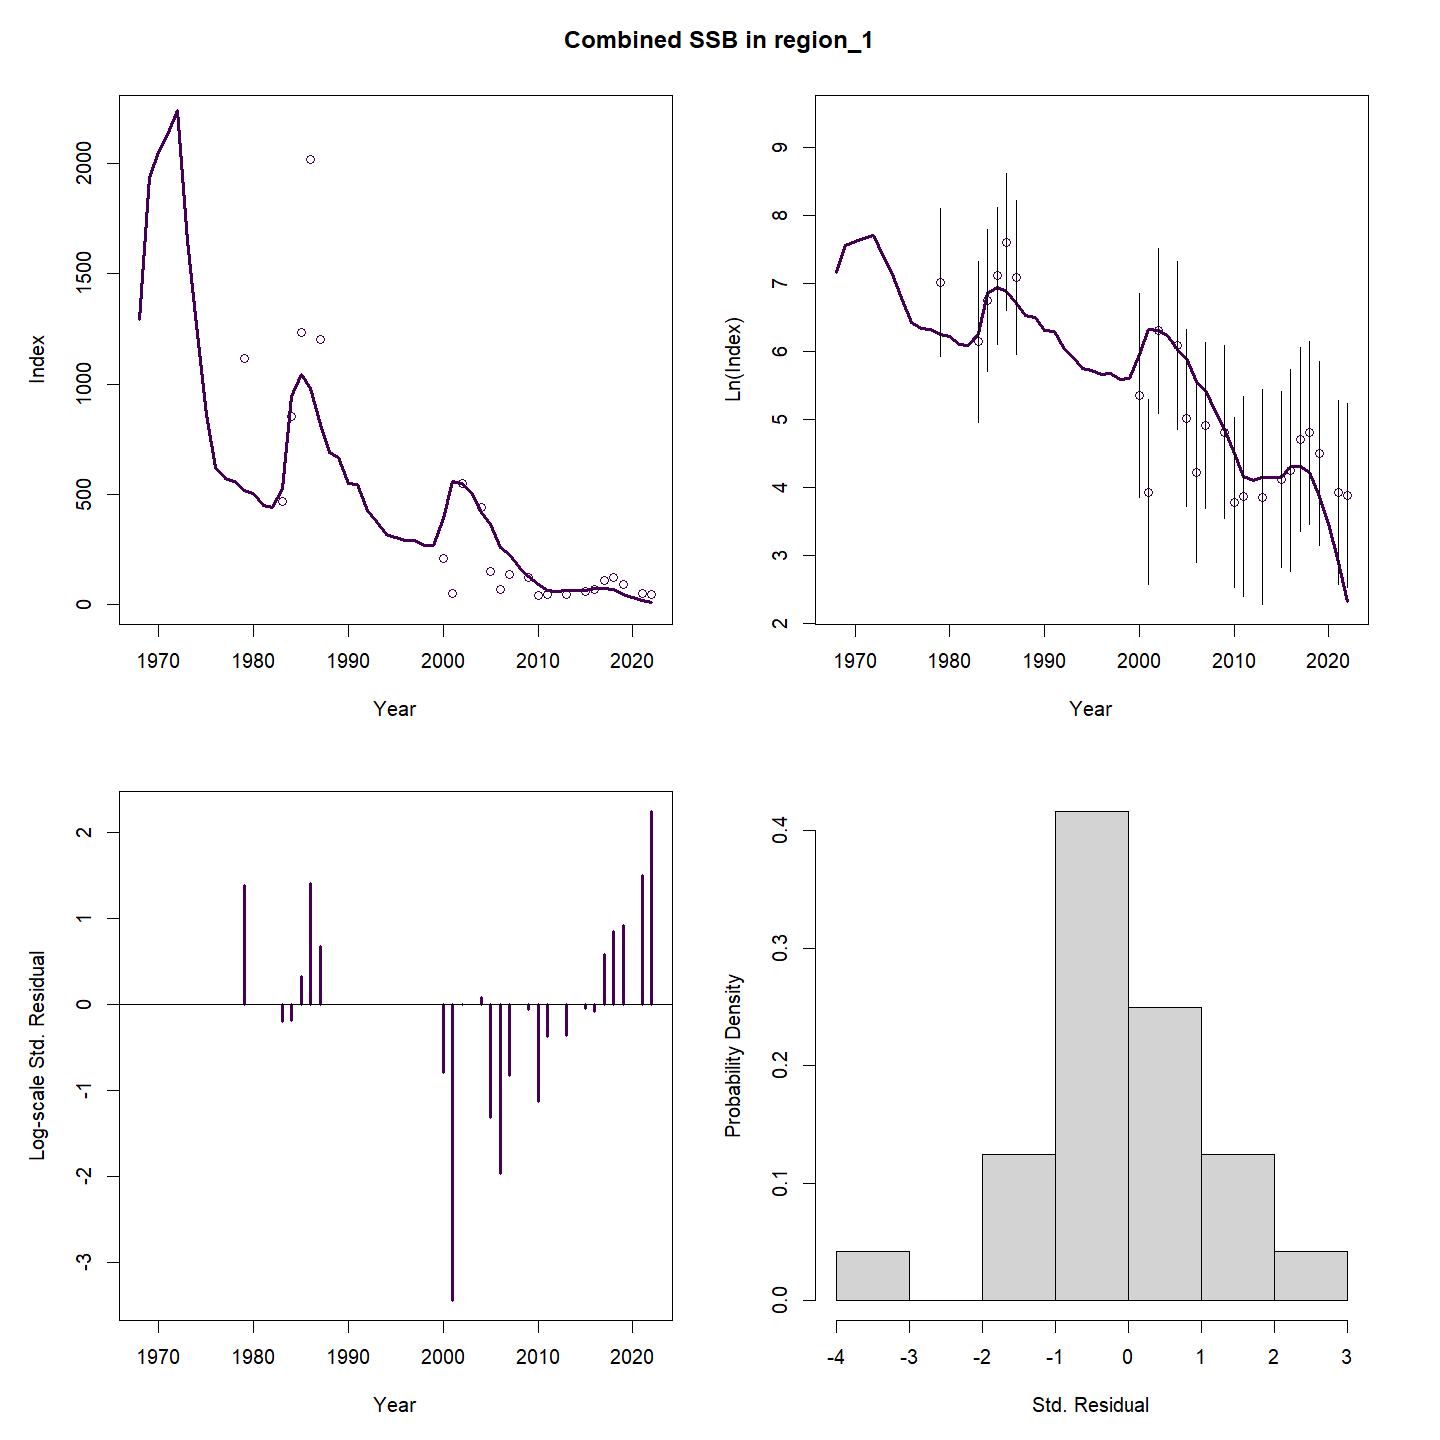 Combined SSB in region_1
Index
2000
1500
1000
500
0
1970 1980 1990 2000 2010 2020
Year
Ln(Index)
9
8
7
6
5
4
3
2
1970 1980 1990 2000 2010 2020
Year
Log-scale Std. Residual
2
1
0
-1
-2
-3
1970 1980 1990 2000 2010 2020
Year
Probability Density
0.4
0.3
0.2
0.1
0.0
-4 -3 -2 -1 0 1 2 3
Std. Residual